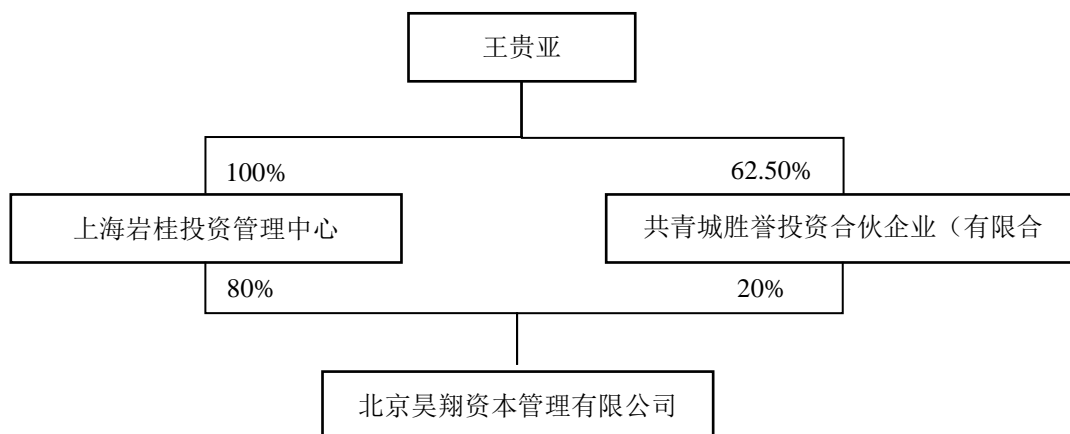 王贵亚
100%
62.50%
上海岩桂投资管理中心
共青城胜誉投资合伙企业（有限合
80%
20%
北京昊翔资本管理有限公司